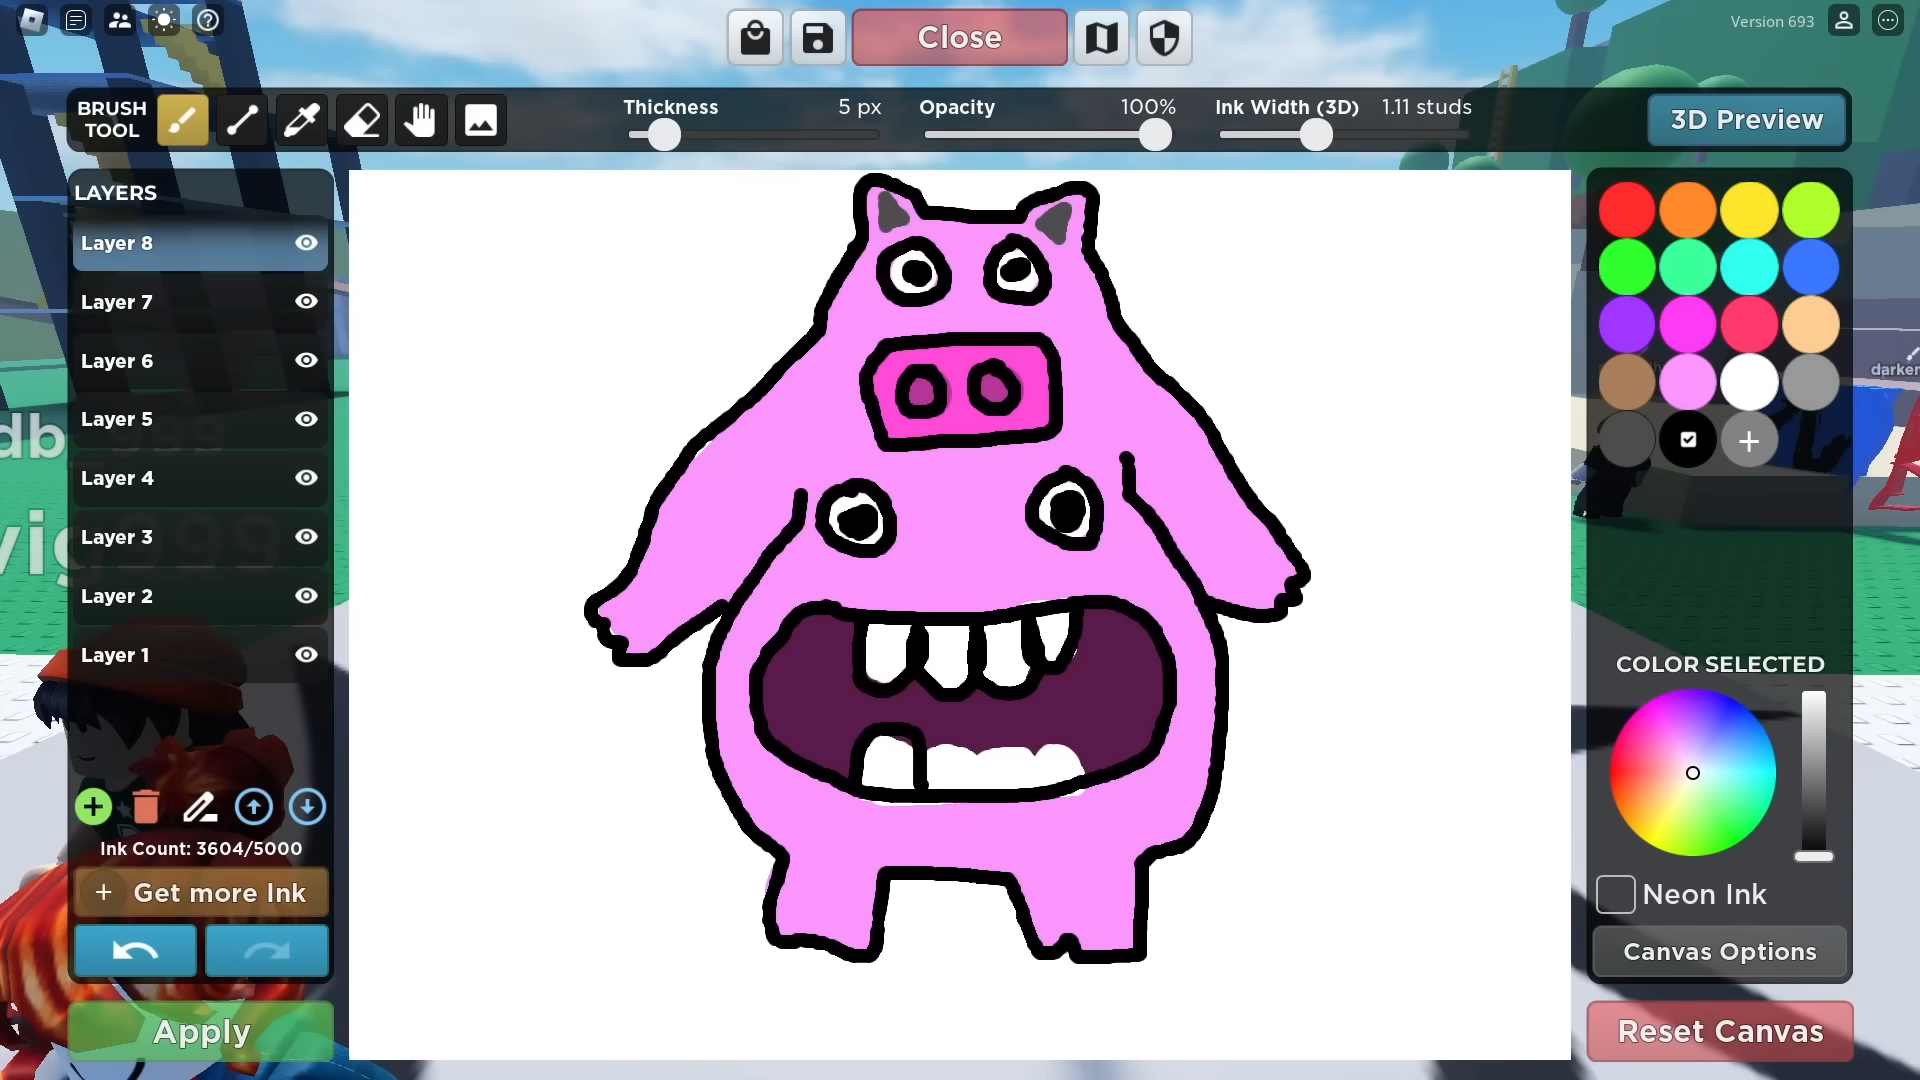 Close
Version 693
BRUSH
TOOL
Thickness 5 px
Opacity 100%
Ink Width (3D) 1.11 studs
3D Preview
LAYERS
Layer 8
Layer 7
Layer 6
Layer 5
Layer 4
Layer 3
Layer 2
Layer 1
Ink Count: 3604/5000
+ Get more Ink
Apply
darker
COLOR SELECTED
Neon Ink
Canvas Options
Reset Canvas